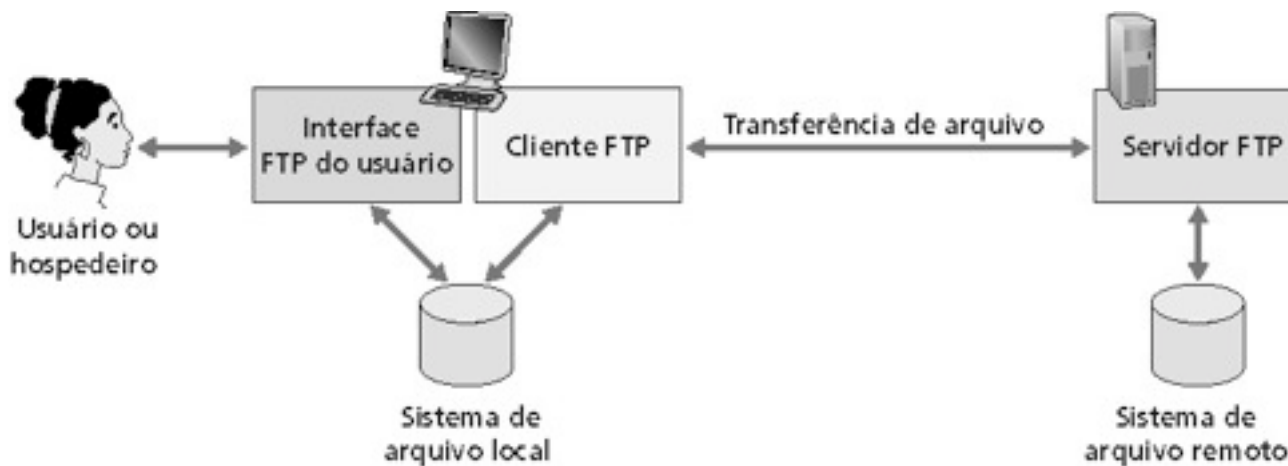 Usuário ou
hospedeiro
Interface
FTP do usuário
Cliente FTP
Transferência de arquivo
Servidor FTP
Sistema de
arquivo local
Sistema de
arquivo remoto